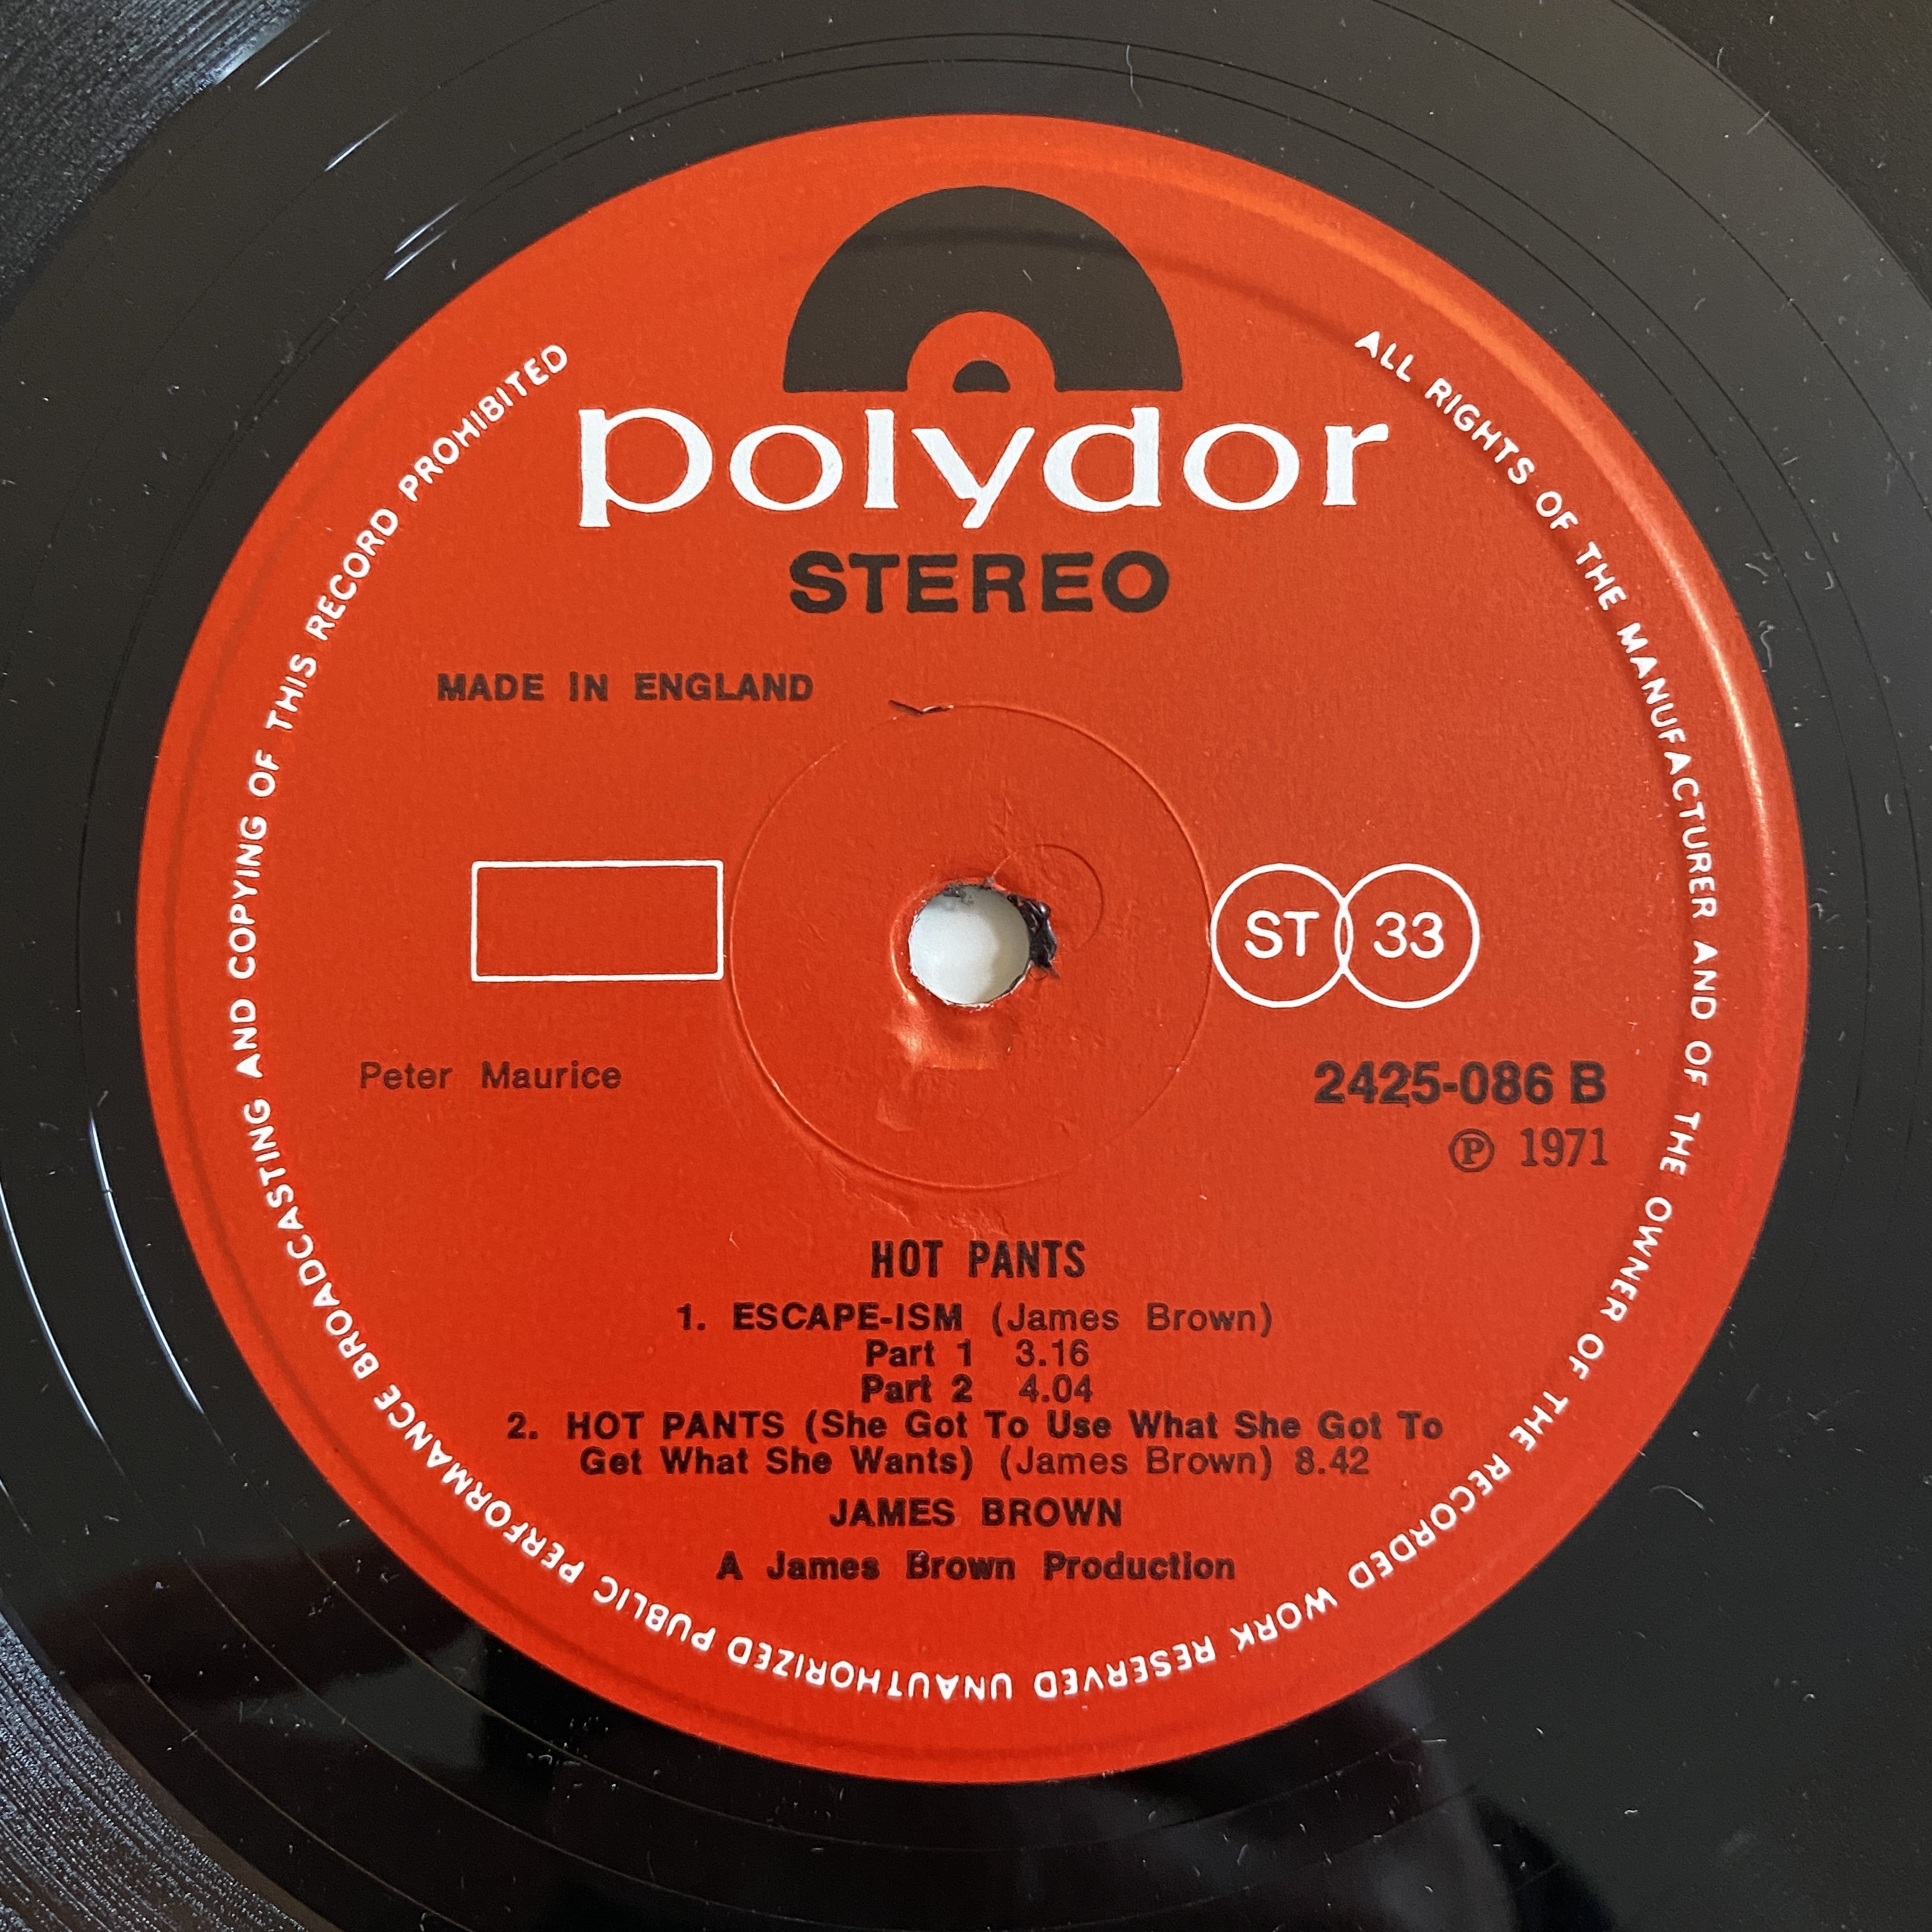 polydor
STEREO
MADE IN ENGLAND
ST 33
Peter Maurice
2425-086 B
℗ 1971
HOT PANTS
1. ESCAPE-ISM (James Brown)
Part 1 3.16
Part 2 4.04
2. HOT PANTS (She Got To Use What She Got To
Get What She Wants) (James Brown) 8.42
JAMES BROWN
A James Brown Production
ALL RIGHTS OF THE MANUFACTURER AND OF THE OWNER OF THE RECORDED WORK RESERVED UNAUTHORIZED PUBLIC PERFORMANCE BROADCASTING AND COPYING OF THIS RECORD PROHIBITED